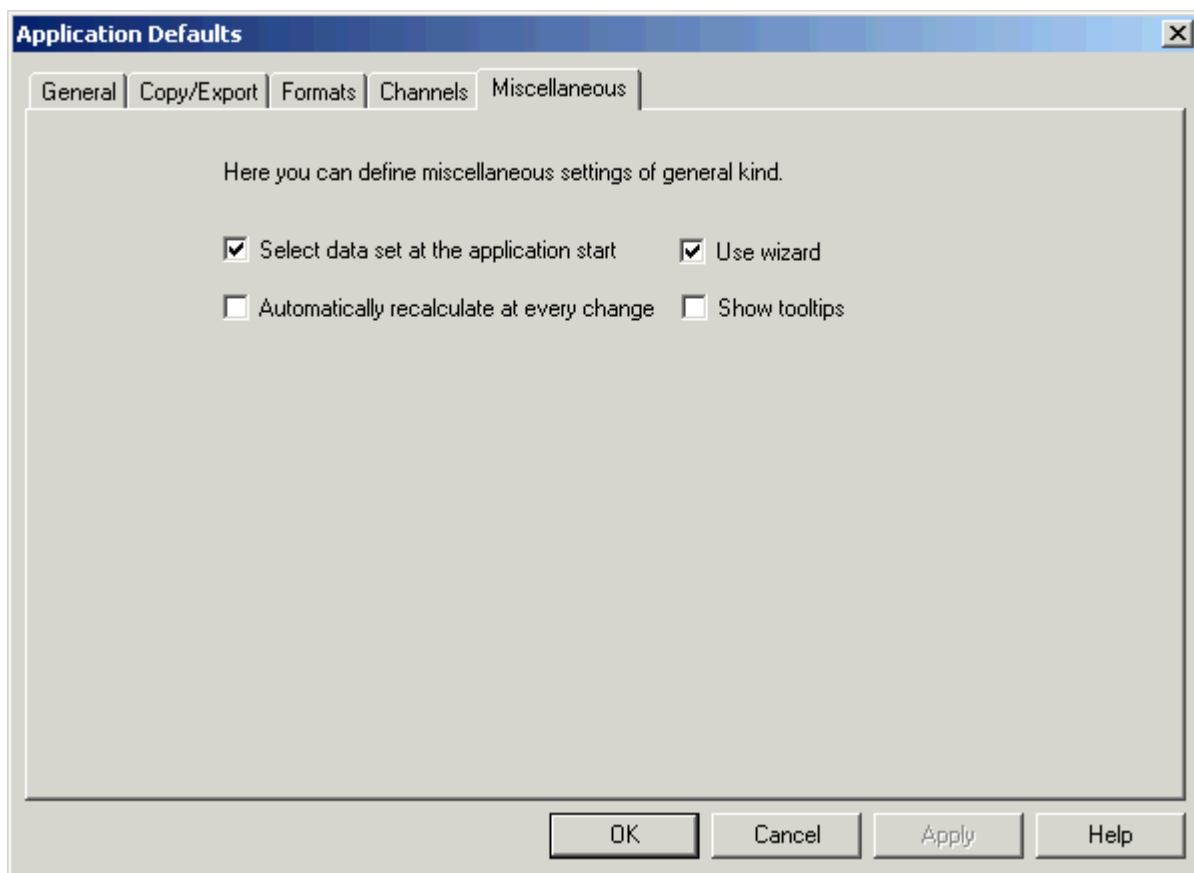 Application Defaults
General Copy/Export Formats Channels Miscellaneous
Here you can define miscellaneous settings of general kind.
Select data set at the application start Use wizard
Automatically recalculate at every change Show tooltips
OK Cancel Apply Help